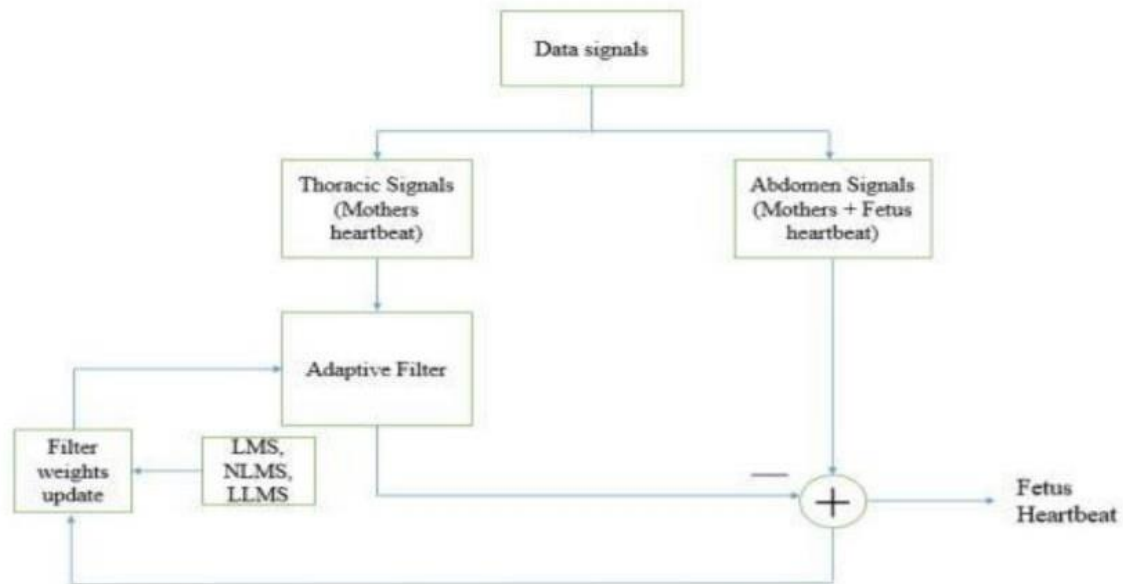 Data signals
Thoracic Signals
(Mothers
heartbeat)
Abdomen Signals
(Mothers + Fetus
heartbeat)
Adaptive Filter
Filter
weights
update
LMS,
NLMS,
LLMS
—
+
Fetus
Heartbeat